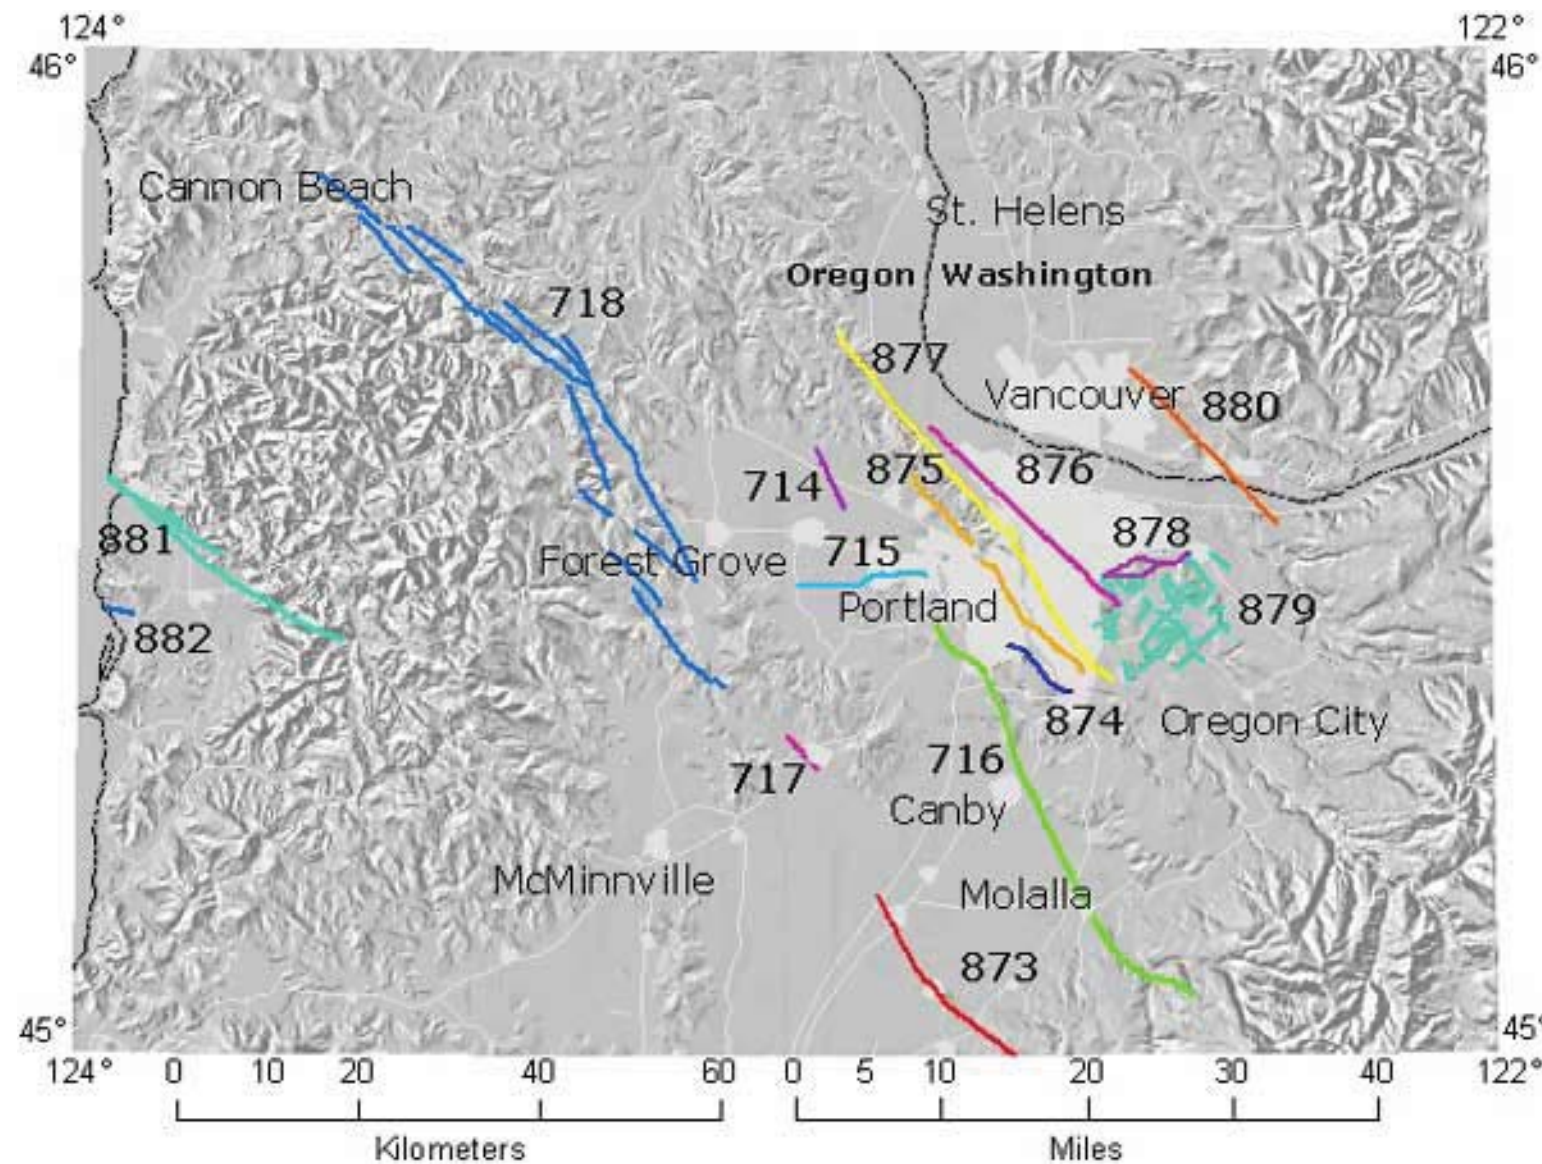 124° 122°
46° 46°
Cannon Beach
St. Helens
Oregon Washington
718
877
Vancouver 880
875 876
714
881
715 878
Forest Grove
Portland 879
882
874 Oregon City
716
717
Canby
McMinnville
Molalla
873
45° 45°
124° 0 10 20 40 60 0 5 10 20 30 40 122°
Kilometers Miles